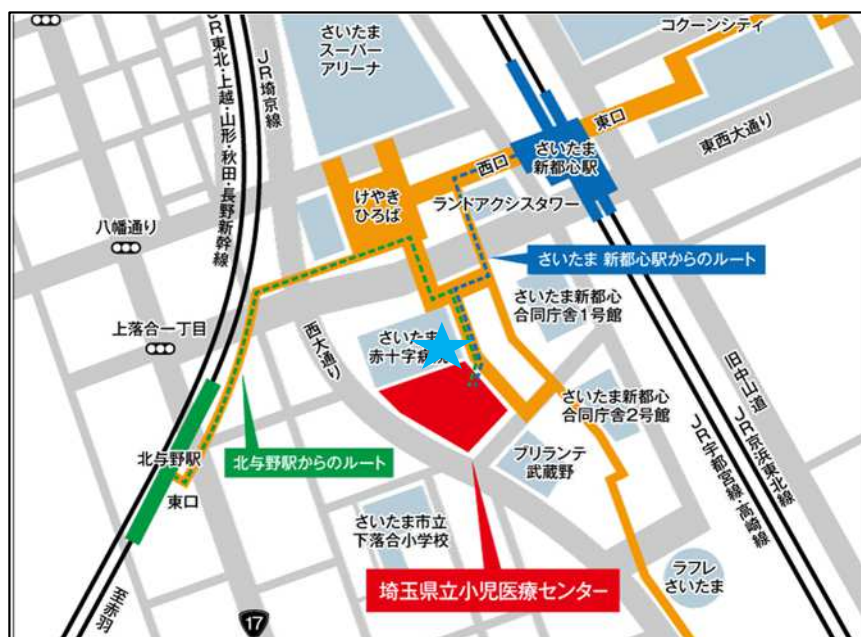 コクーンシティ
さいたま
スーパー
アリーナ
JR東北・上越・山形・秋田・長野新幹線
JR埼京線
東口
西口
さいたま
新都心駅
東西大通り
けやき
ひろば
ランドアクシスタワー
八幡通り
さいたま 新都心駅からのルート
上落合一丁目
西大通り
さいたま新都心
合同庁舎1号館
さいたま
赤十字病院
旧中山道
JR京浜東北線
JR宇都宮線・高崎線
さいたま新都心
合同庁舎2号館
北与野駅
東口
北与野駅からのルート
ブリランテ
武蔵野
さいたま市立
下落合小学校
埼玉県立小児医療センター
ラフレ
さいたま
至赤羽
17